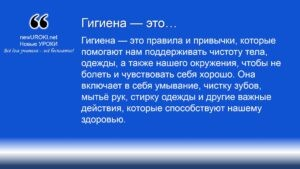 Гигиена — это…
newUROKI.net
Новые УРОКИ
Всё для учителя - всё бесплатно!
Гигиена — это правила и привычки, которые
помогают нам поддерживать чистоту тела,
одежды, а также нашего окружения, чтобы не
болеть и чувствовать себя хорошо. Она
включает в себя умывание, чистку зубов,
мытьё рук, стирку одежды и другие важные
действия, которые способствуют нашему
здоровью.